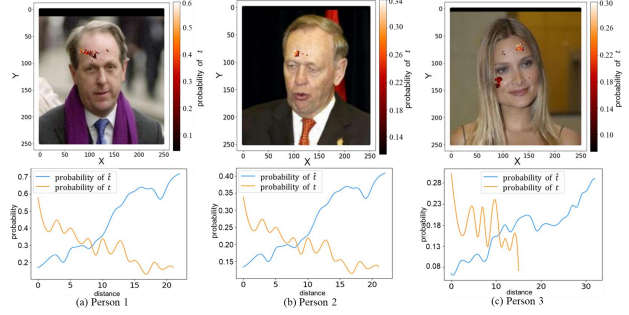 0
50
100
150
200
250
Y
0 50 100 150 200 250
X
0.6
0.5
0.4
0.3
0.2
0.1
probability of t
0
50
100
150
200
250
Y
0 50 100 150 200 250
X
0.34
0.30
0.26
0.22
0.18
0.14
probability of t
0
50
100
150
200
250
Y
0 50 100 150 200 250
X
0.30
0.26
0.22
0.18
0.14
0.10
probability of t
0.7
0.6
0.5
0.4
0.3
0.2
probability
probability of t̂
probability of t
0 5 10 15 20
distance
(a) Person 1
0.40
0.35
0.30
0.25
0.20
0.15
probability
probability of t̂
probability of t
0 5 10 15 20
distance
(b) Person 2
0.28
0.23
0.18
0.13
0.08
probability
probability of t̂
probability of t
0 10 20 30
distance
(c) Person 3